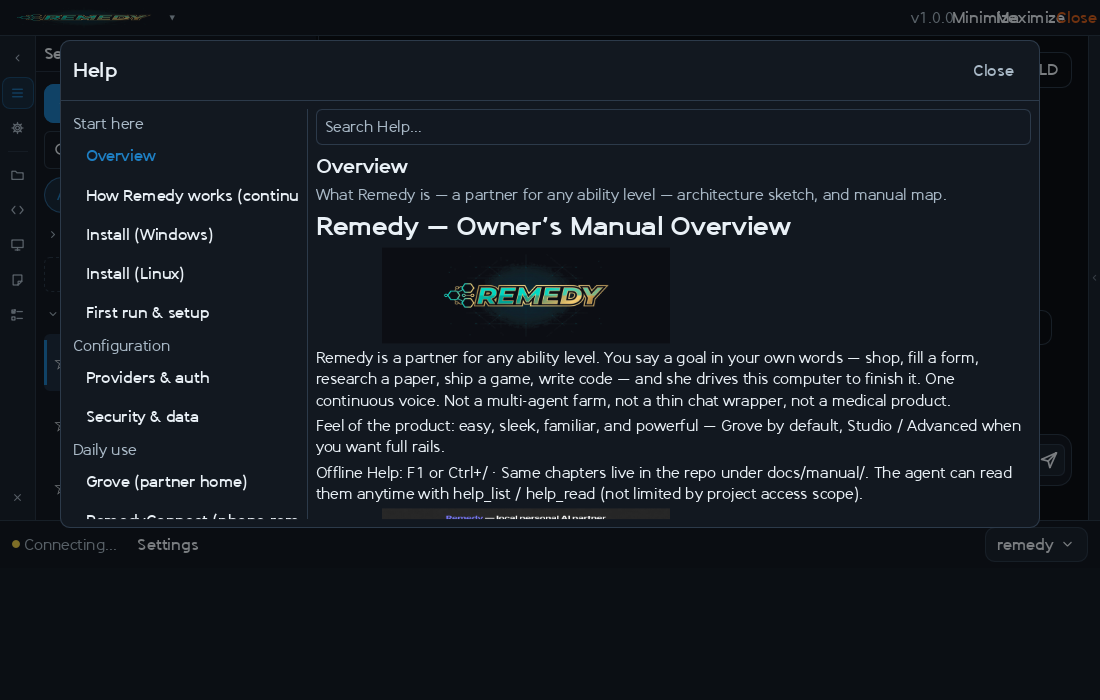 REMEDY
v1.0.0
Minimize
Maximize
Close
Help
Close
Start here
Overview
How Remedy works (continu
Install (Windows)
Install (Linux)
First run & setup
Configuration
Providers & auth
Security & data
Daily use
Grove (partner home)
Search Help...
Overview
What Remedy is — a partner for any ability level — architecture sketch, and manual map.
Remedy — Owner's Manual Overview
REMEDY
Remedy is a partner for any ability level. You say a goal in your own words — shop, fill a form,
research a paper, ship a game, write code — and she drives this computer to finish it. One
continuous voice. Not a multi-agent farm, not a thin chat wrapper, not a medical product.
Feel of the product: easy, sleek, familiar, and powerful — Grove by default, Studio / Advanced when
you want full rails.
Offline Help: F1 or Ctrl+/ · Same chapters live in the repo under docs/manual/. The agent can read
them anytime with help_list / help_read (not limited by project access scope).
Remedy — local personal AI partner
Connecting...
Settings
remedy